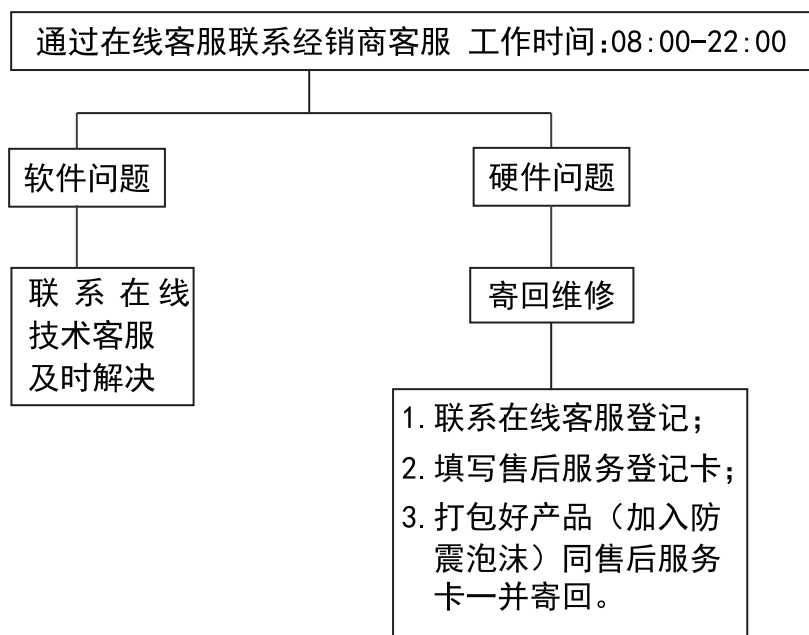 通过在线客服联系经销商客服 工作时间:08:00-22:00
软件问题
硬件问题
联系在线
技术客服
及时解决
寄回维修
1. 联系在线客服登记;
2. 填写售后服务登记卡;
3. 打包好产品（加入防
震泡沫）同售后服务
卡一并寄回。